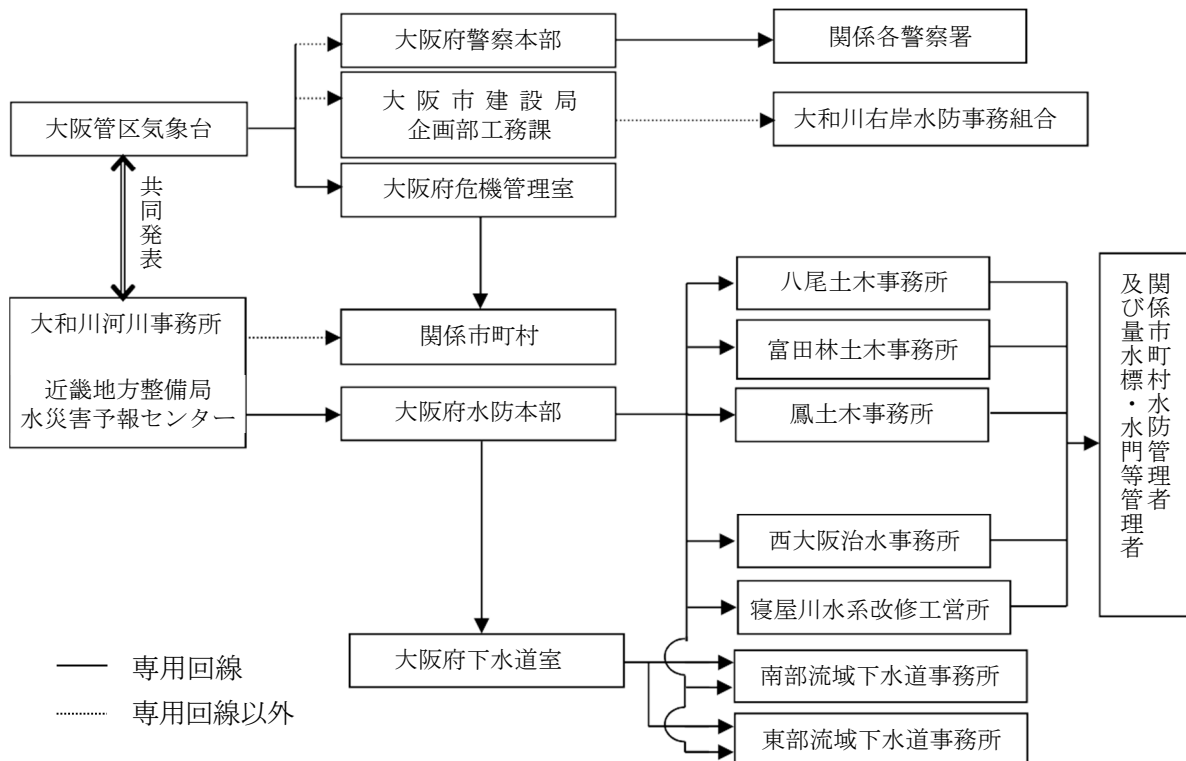 大阪府警察本部
関係各警察署
大阪市建設局
企画部工務課
大和川右岸水防事務組合
大阪管区気象台
大阪府危機管理室
共同発表
大和川河川事務所
近畿地方整備局
水災害予報センター
関係市町村
大阪府水防本部
八尾土木事務所
富田林土木事務所
鳳土木事務所
西大阪治水事務所
寝屋川水系改修工営所
関係市町村水防管理者
及び量水標・水門等管理者
大阪府下水道室
南部流域下水道事務所
東部流域下水道事務所
専用回線
専用回線以外